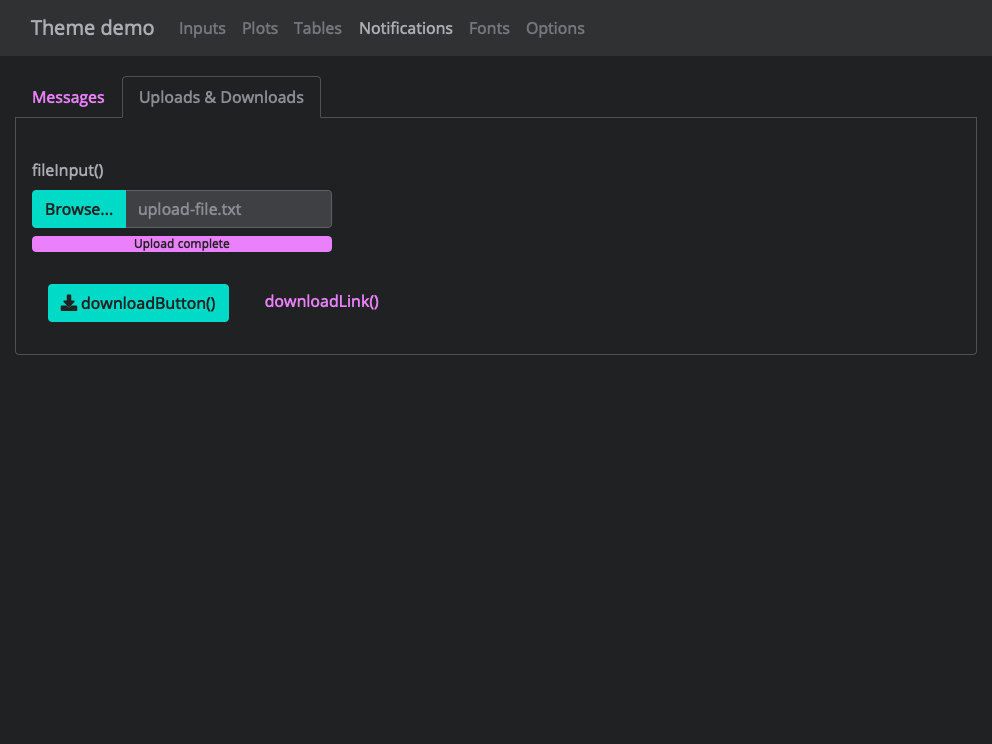 Theme demo Inputs Plots Tables Notifications Fonts Options
Messages Uploads & Downloads
fileInput()
Browse... upload-file.txt
Upload complete
downloadButton() downloadLink()